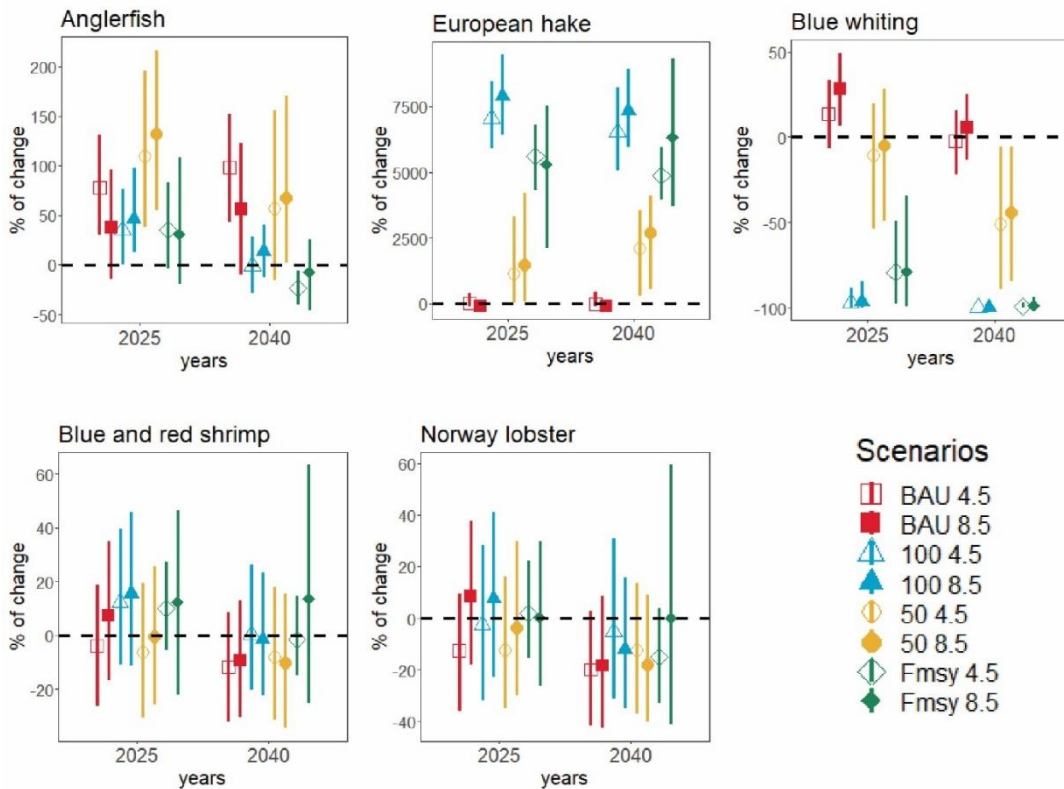 Anglerfish
% of change
200
150
100
50
0
-50
2025
2040
years
European hake
% of change
7500
5000
2500
0
2025
2040
years
Blue whiting
% of change
50
0
-50
-100
2025
2040
years
Blue and red shrimp
% of change
60
40
20
0
-20
2025
2040
years
Norway lobster
% of change
60
40
20
0
-20
-40
2025
2040
years
Scenarios
BAU 4.5
BAU 8.5
100 4.5
100 8.5
50 4.5
50 8.5
Fmsy 4.5
Fmsy 8.5